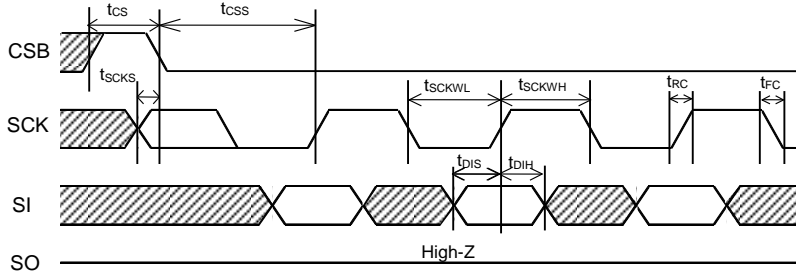 tCS
tCSS
CSB
tSCKS
tSCKWL
tSCKWH
tRC
tFC
SCK
tDIS
tDIH
SI
High-Z
SO